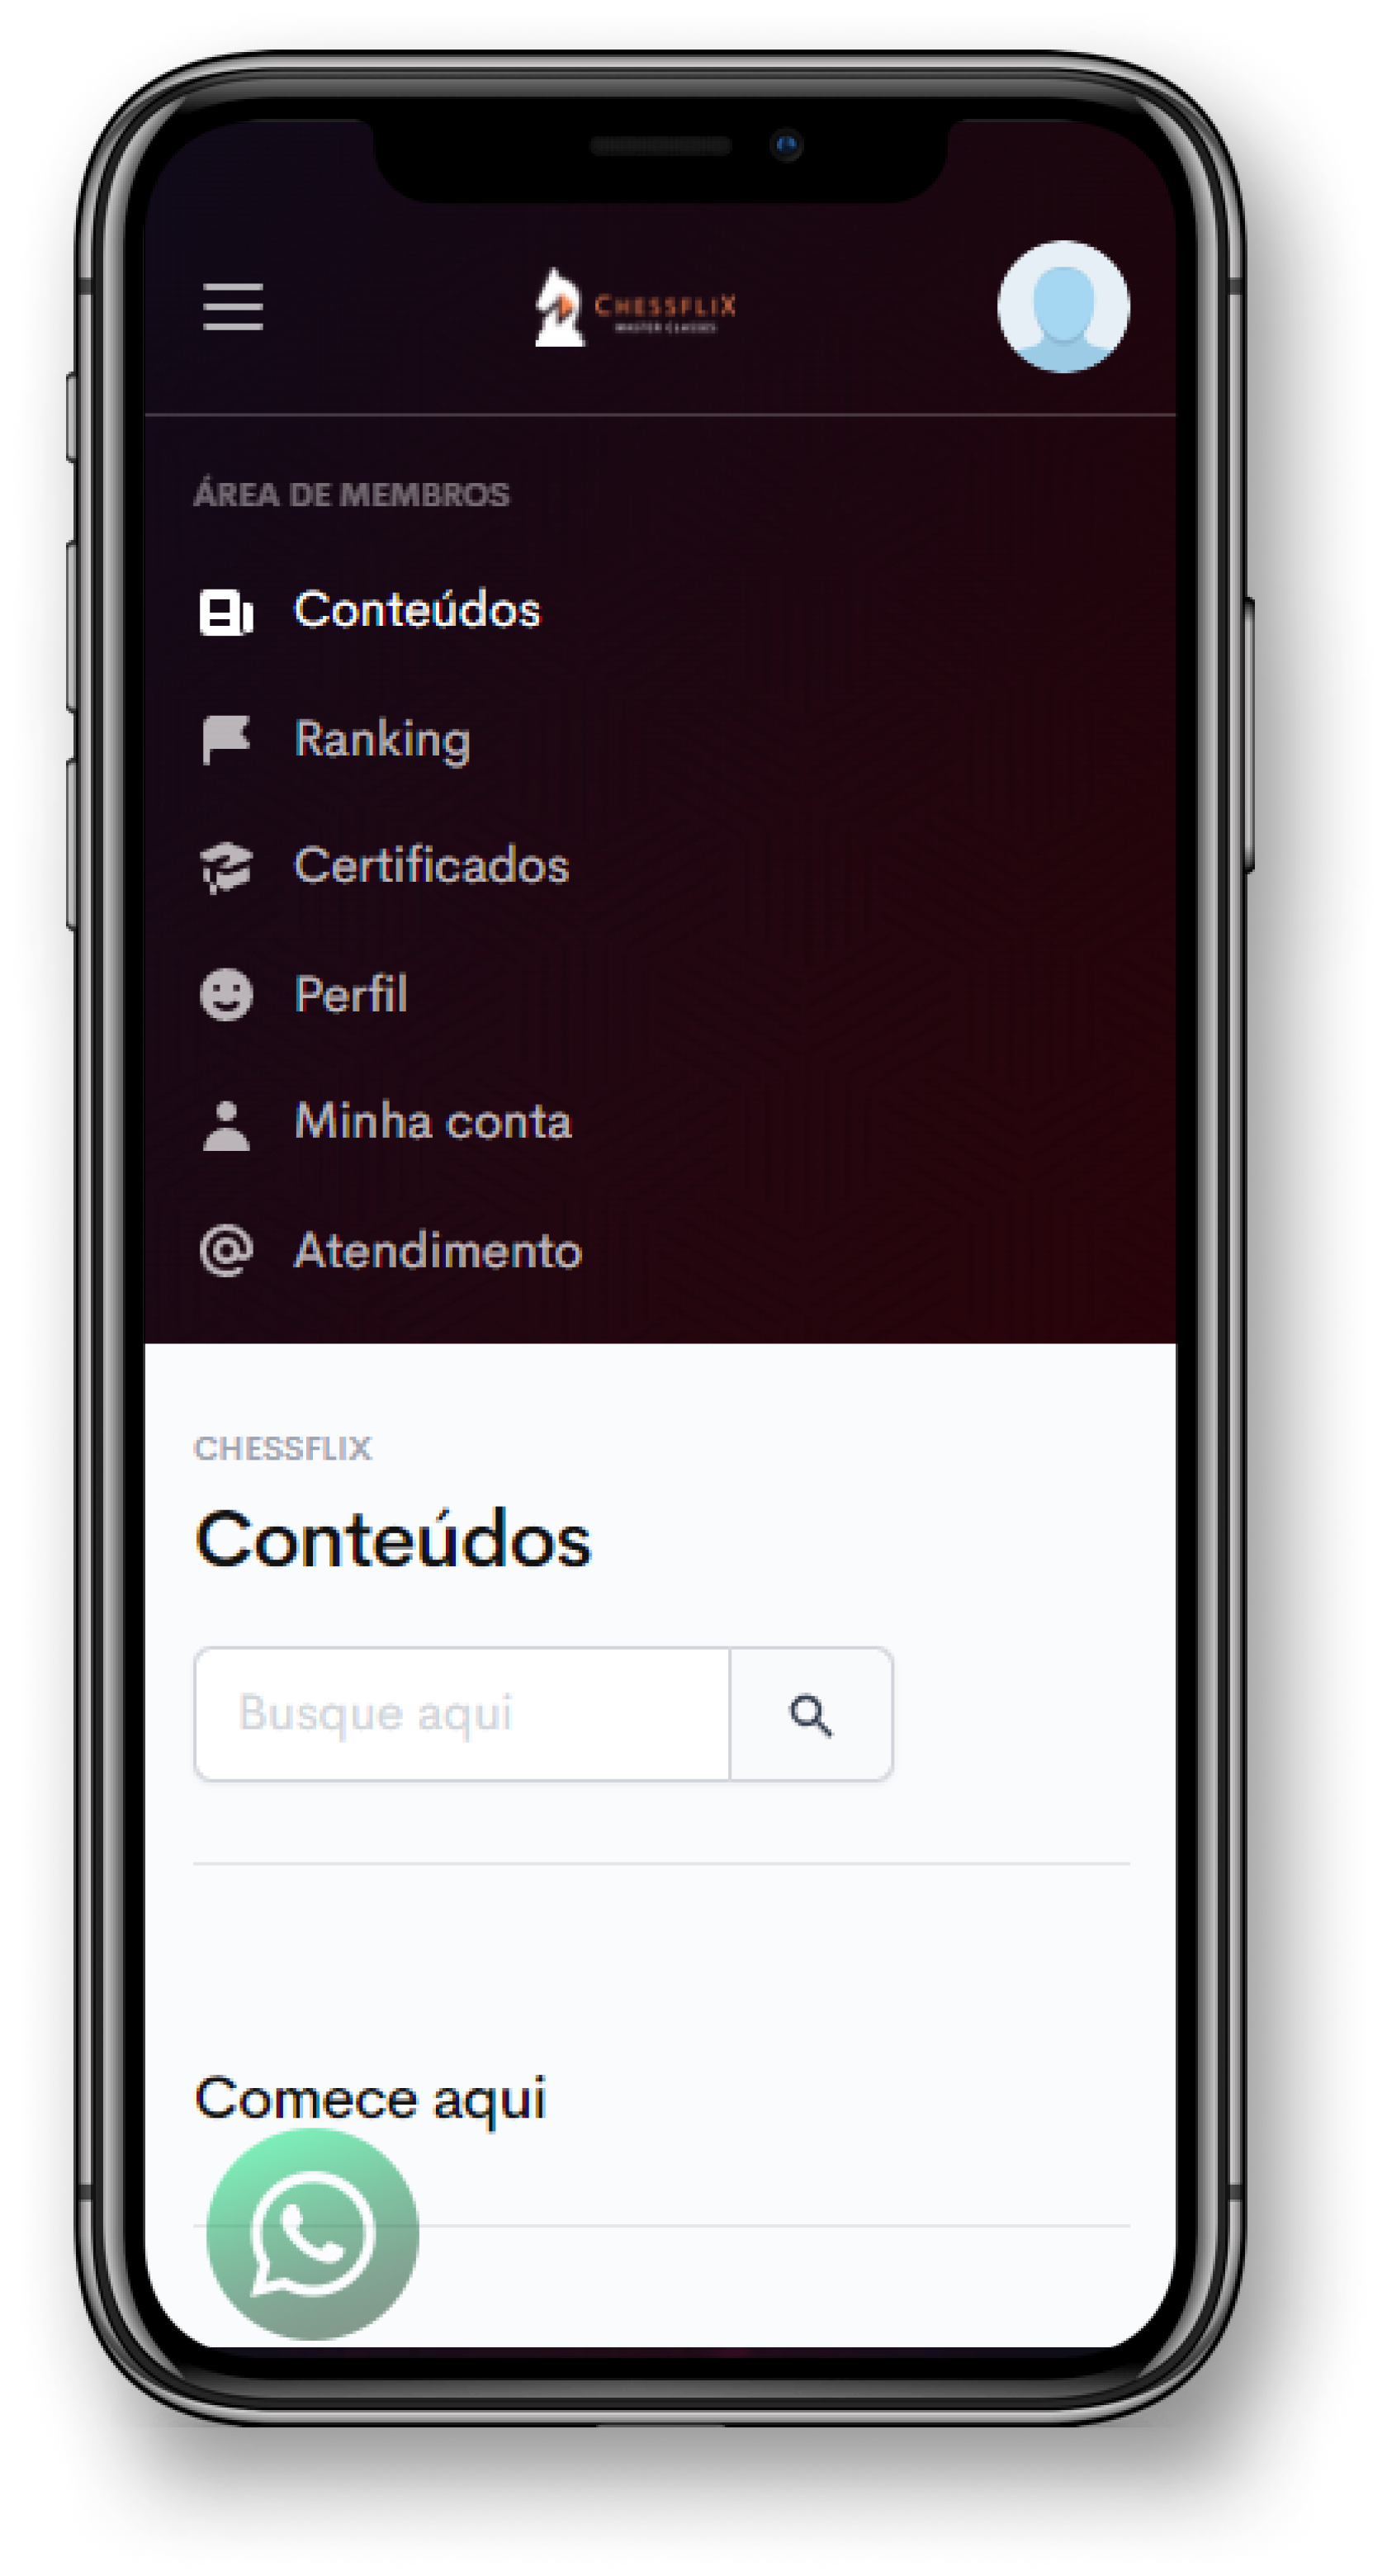 CHESSFLIX
MASTER CLASSES
ÁREA DE MEMBROS
Conteúdos
Ranking
Certificados
Perfil
Minha conta
Atendimento
CHESSFLIX
Conteúdos
Busque aqui
Comece aqui